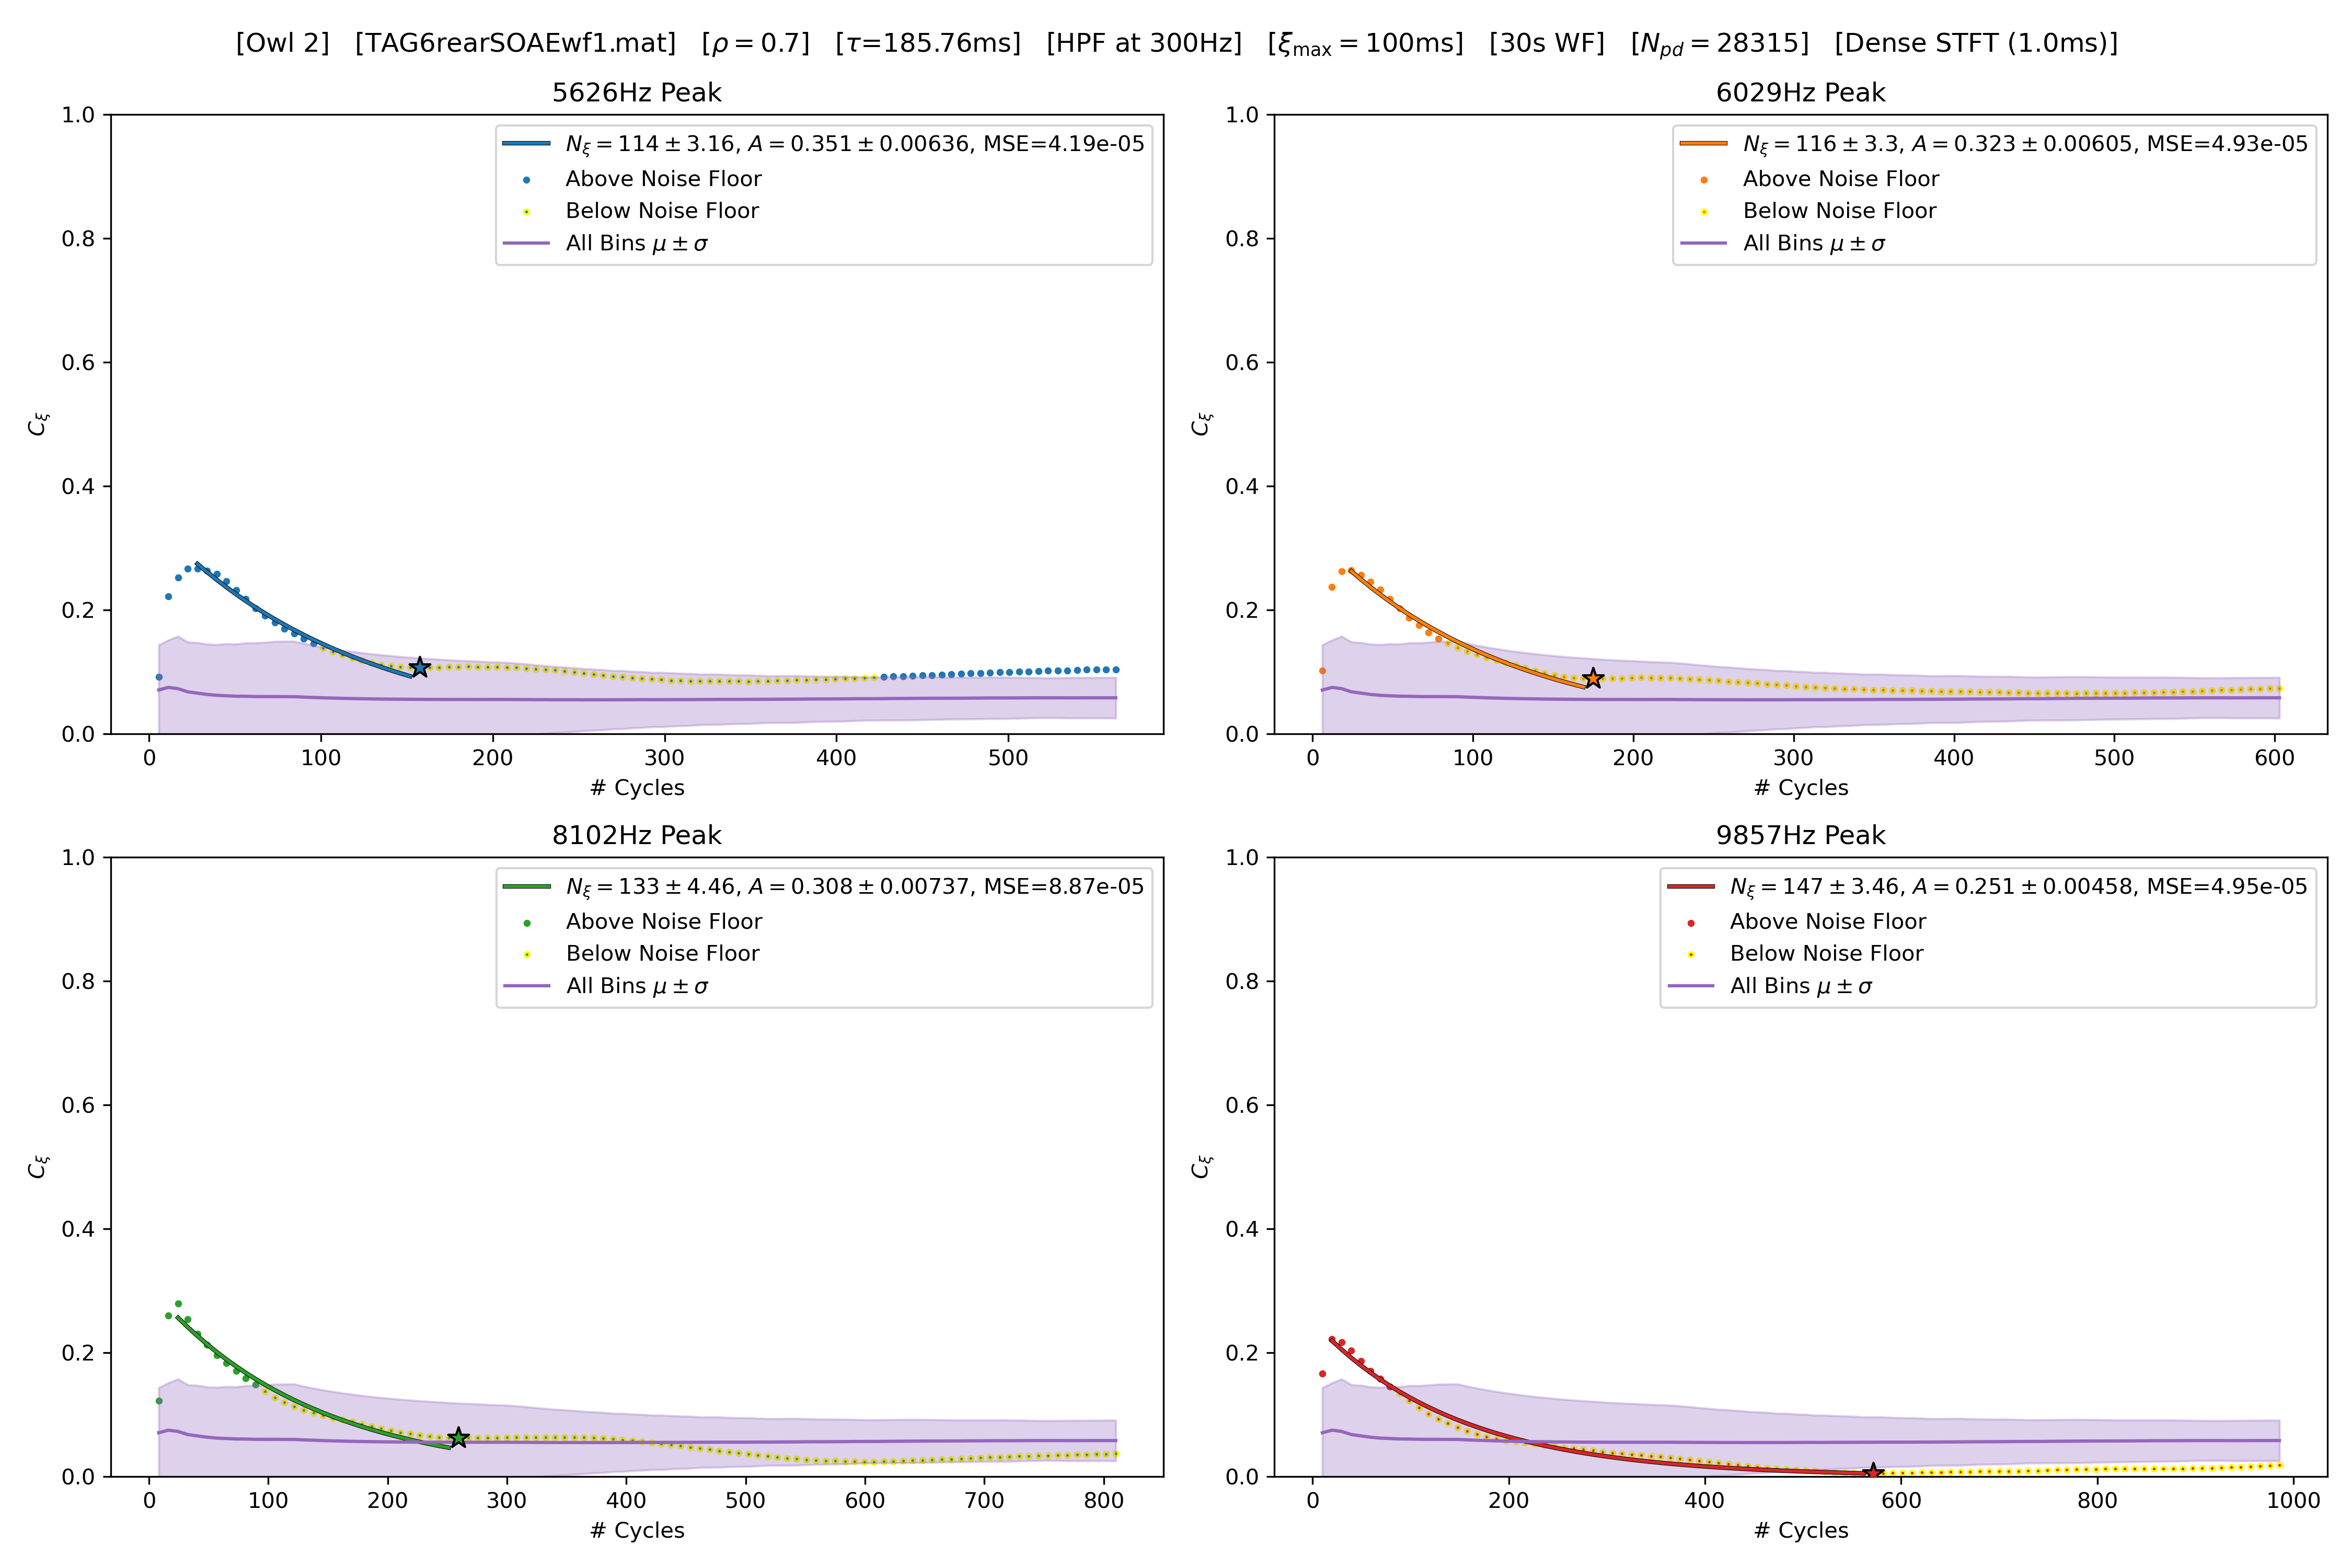 [Owl 2] [TAG6rearSOAEwf1.mat] [ρ = 0.7] [τ=185.76ms] [HPF at 300Hz] [ξmax = 100ms] [30s WF] [Npd = 28315] [Dense STFT (1.0ms)]
5626Hz Peak
1.0
0.8
0.6
0.4
0.2
0.0
Cξ
0 100 200 300 400 500
# Cycles
Nξ = 114 ± 3.16, A = 0.351 ± 0.00636, MSE=4.19e-05
Above Noise Floor
Below Noise Floor
All Bins μ ± σ
6029Hz Peak
1.0
0.8
0.6
0.4
0.2
0.0
Cξ
0 100 200 300 400 500 600
# Cycles
Nξ = 116 ± 3.3, A = 0.323 ± 0.00605, MSE=4.93e-05
Above Noise Floor
Below Noise Floor
All Bins μ ± σ
8102Hz Peak
1.0
0.8
0.6
0.4
0.2
0.0
Cξ
0 100 200 300 400 500 600 700 800
# Cycles
Nξ = 133 ± 4.46, A = 0.308 ± 0.00737, MSE=8.87e-05
Above Noise Floor
Below Noise Floor
All Bins μ ± σ
9857Hz Peak
1.0
0.8
0.6
0.4
0.2
0.0
Cξ
0 200 400 600 800 1000
# Cycles
Nξ = 147 ± 3.46, A = 0.251 ± 0.00458, MSE=4.95e-05
Above Noise Floor
Below Noise Floor
All Bins μ ± σ